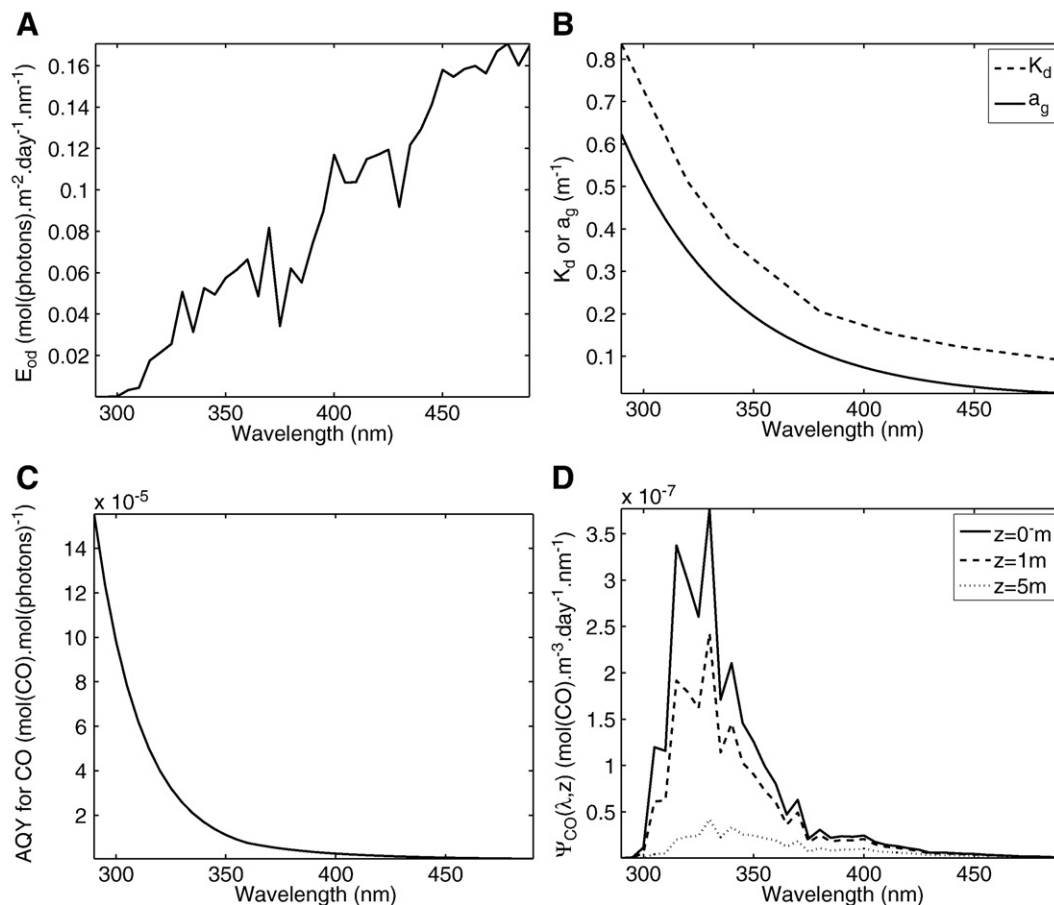 A
E_od (mol(photons).m^-2.day^-1.nm^-1)
0.16
0.14
0.12
0.1
0.08
0.06
0.04
0.02
300 350 400 450
Wavelength (nm)
B
K_d or a_g (m^-1)
0.8
0.7
0.6
0.5
0.4
0.3
0.2
0.1
K_d
a_g
300 350 400 450
Wavelength (nm)
C
x 10^-5
AQY for CO (mol(CO).mol(photons)^-1)
14
12
10
8
6
4
2
300 350 400 450
Wavelength (nm)
D
x 10^-7
Ψ_CO(λ,z) (mol(CO).m^-3.day^-1.nm^-1)
3.5
3
2.5
2
1.5
1
0.5
z=0^-m
z=1m
z=5m
300 350 400 450
Wavelength (nm)